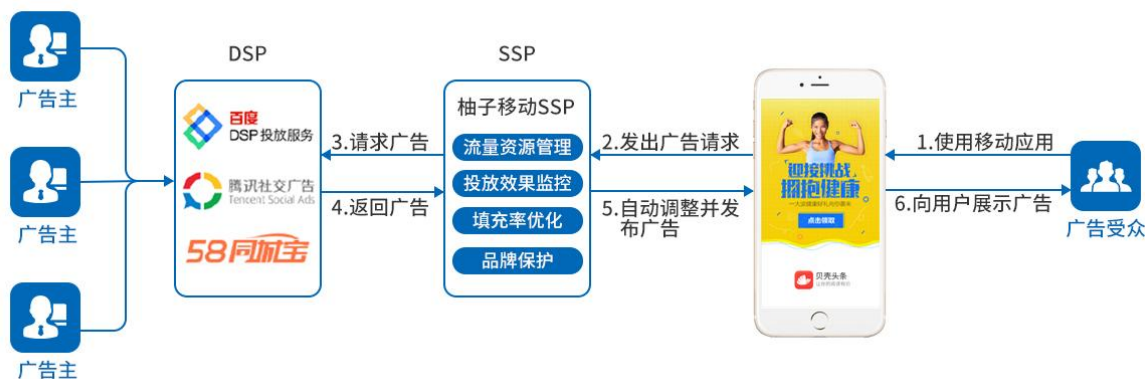 广告主
广告主
广告主
DSP
百度
DSP投放服务
腾讯社交广告
Tencent Social Ads
58同城宝
3.请求广告
4.返回广告
SSP
柚子移动SSP
流量资源管理
投放效果监控
填充率优化
品牌保护
2.发出广告请求
5.自动调整并发
布广告
迎接挑战
拥抱健康
点击领取
贝壳头条
1.使用移动应用
6.向用户展示广告
广告受众